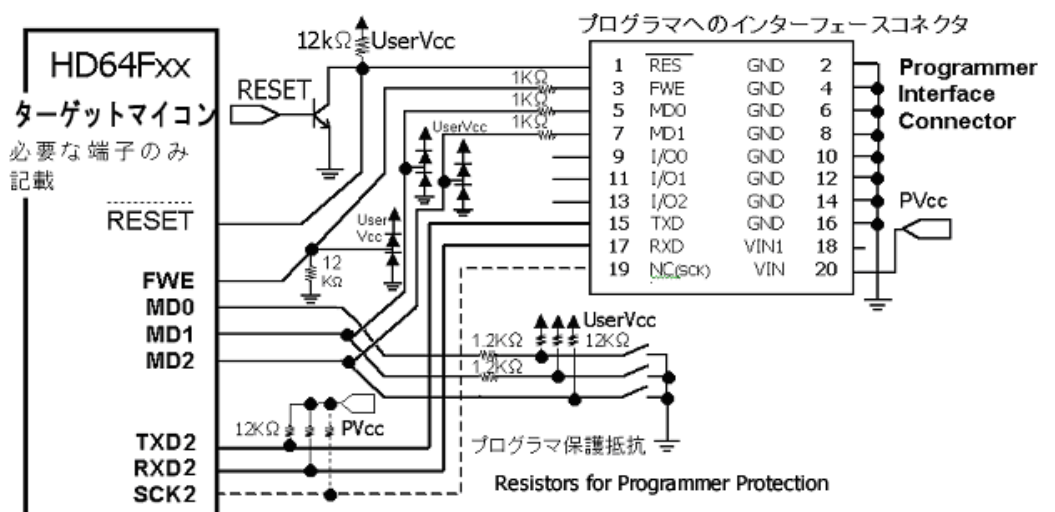 プログラマへのインターフェースコネクタ
12kΩ UserVcc
HD64Fxx
ターゲットマイコン
必要な端子のみ
記載
RESET
1KΩ
1KΩ
1KΩ
UserVcc
UserVcc
User
Vcc
12
KΩ
1 RES GND 2
3 FWE GND 4
5 MD0 GND 6
7 MD1 GND 8
9 I/O0 GND 10
11 I/O1 GND 12
13 I/O2 GND 14
15 TXD GND 16
17 RXD VIN1 18
19 NC(SCK) VIN 20
Programmer
Interface
Connector
PVcc
RESET
FWE
MD0
MD1
MD2
UserVcc
1.2KΩ
12KΩ
1.2KΩ
12KΩ
PVcc
TXD2
RXD2
SCK2
プログラマ保護抵抗
Resistors for Programmer Protection